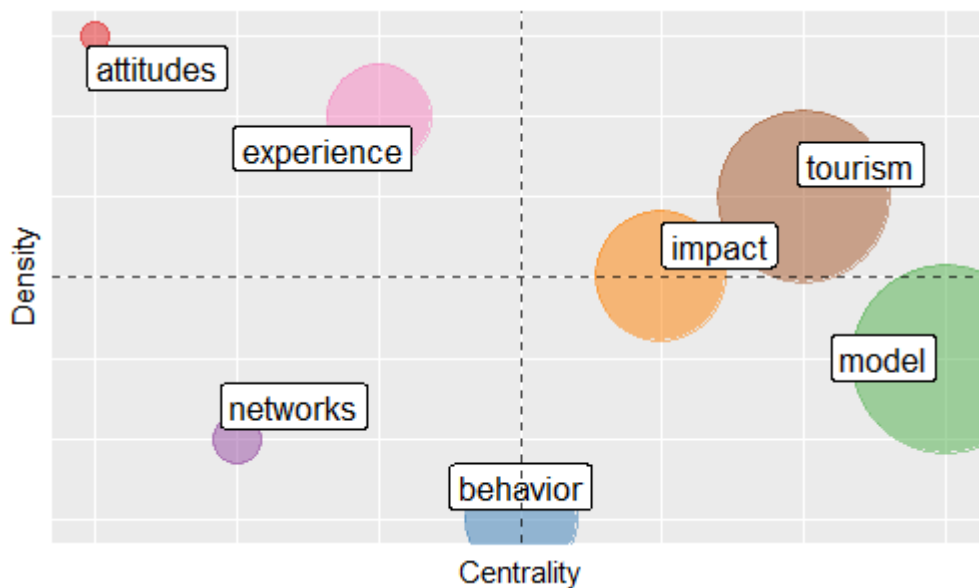 attitudes
experience
tourism
impact
model
networks
behavior
Density
Centrality